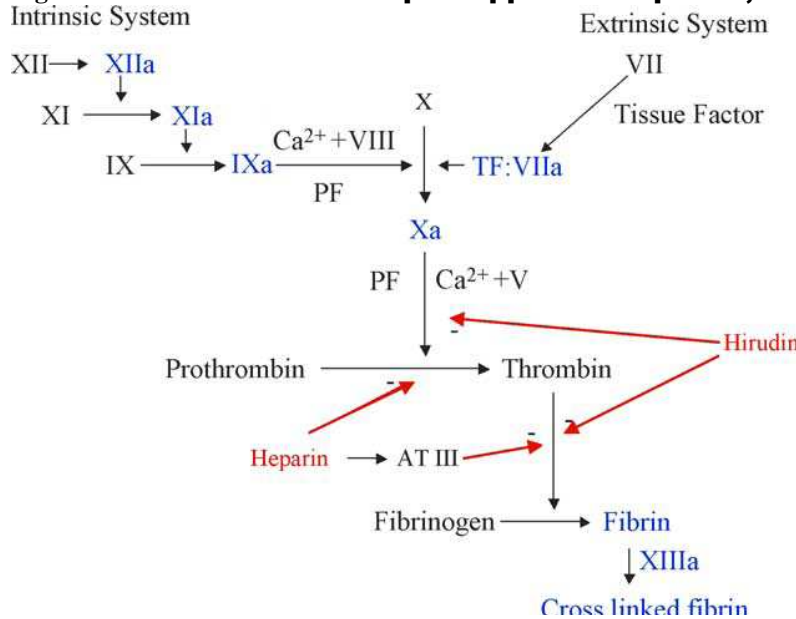 Intrinsic System
Extrinsic System
XII XIIa
VII
XI XIa
X
Tissue Factor
Ca2+ +VIII
IX IXa
TF:VIIa
PF
Xa
PF Ca2+ +V
-
Hirudin
Prothrombin Thrombin
-
- -
Heparin AT III
Fibrinogen Fibrin
XIIIa
Cross linked fibrin